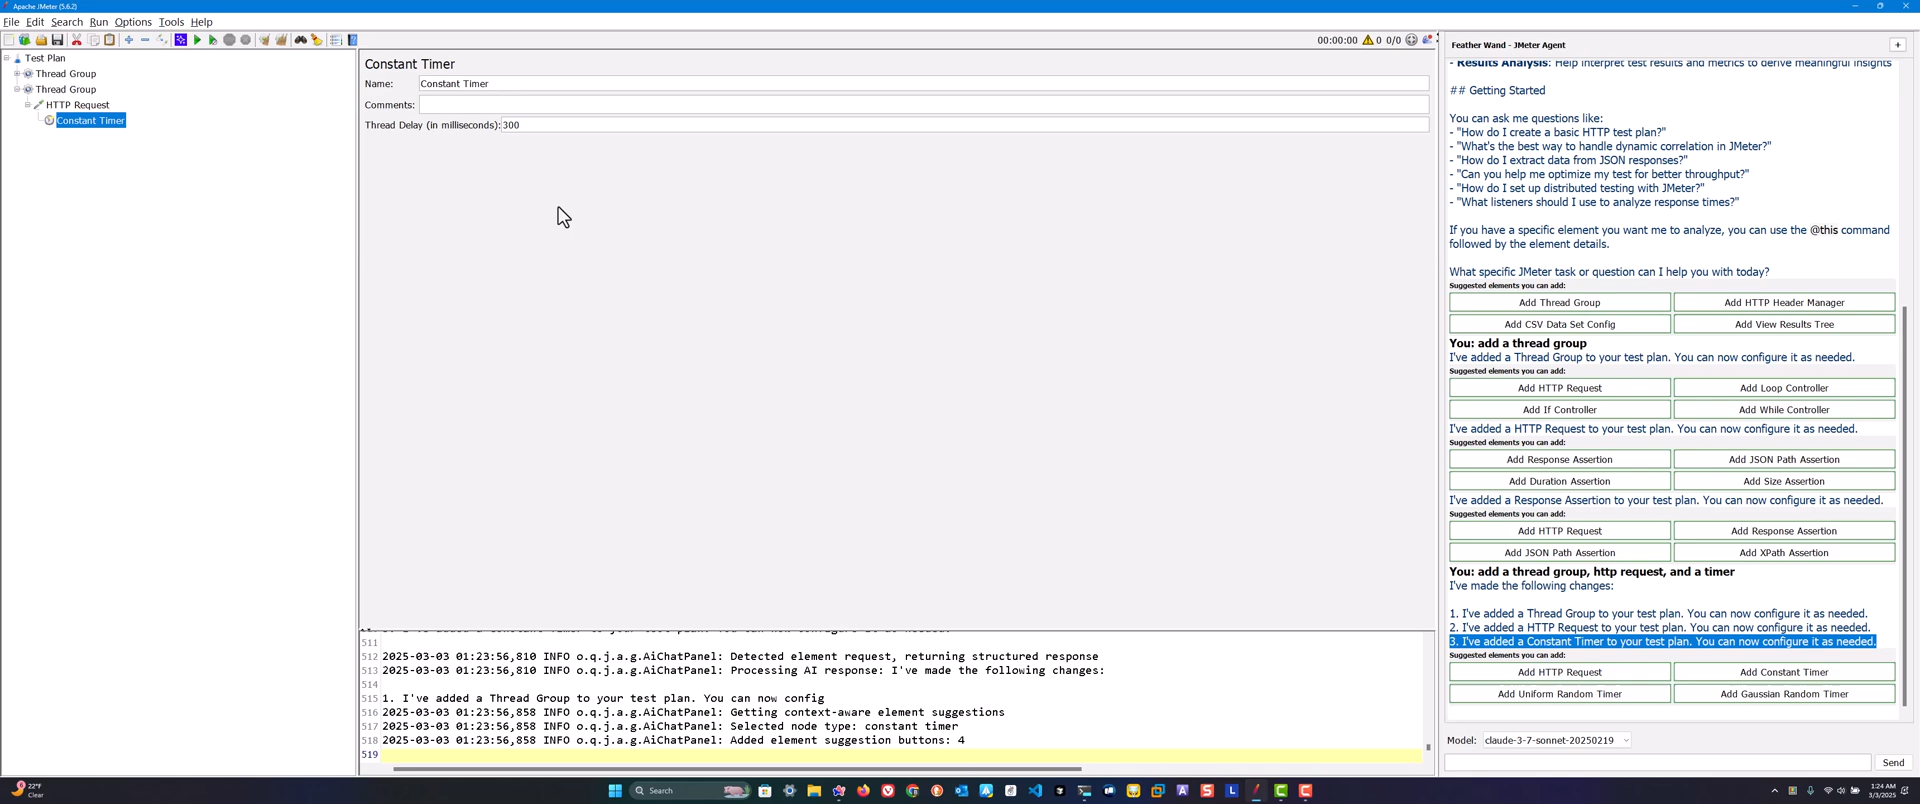 Apache JMeter (5.6.2)
File Edit Search Run Options Tools Help
00:00:00 0 0/0
Test Plan
Thread Group
Thread Group
HTTP Request
Constant Timer
Constant Timer
Name: Constant Timer
Comments:
Thread Delay (in milliseconds): 300
511
512 2025-03-03 01:23:56,810 INFO o.q.j.a.g.AiChatPanel: Detected element request, returning structured response
513 2025-03-03 01:23:56,810 INFO o.q.j.a.g.AiChatPanel: Processing AI response: I've made the following changes:
514
515 1. I've added a Thread Group to your test plan. You can now config
516 2025-03-03 01:23:56,858 INFO o.q.j.a.g.AiChatPanel: Getting context-aware element suggestions
517 2025-03-03 01:23:56,858 INFO o.q.j.a.g.AiChatPanel: Selected node type: constant timer
518 2025-03-03 01:23:56,858 INFO o.q.j.a.g.AiChatPanel: Added element suggestion buttons: 4
519
Feather Wand - JMeter Agent
+
- Results Analysis: Help interpret test results and metrics to derive meaningful insights
## Getting Started
You can ask me questions like:
- "How do I create a basic HTTP test plan?"
- "What's the best way to handle dynamic correlation in JMeter?"
- "How do I extract data from JSON responses?"
- "Can you help me optimize my test for better throughput?"
- "How do I set up distributed testing with JMeter?"
- "What listeners should I use to analyze response times?"
If you have a specific element you want me to analyze, you can use the @this command
followed by the element details.
What specific JMeter task or question can I help you with today?
Suggested elements you can add:
Add Thread Group Add HTTP Header Manager
Add CSV Data Set Config Add View Results Tree
You: add a thread group
I've added a Thread Group to your test plan. You can now configure it as needed.
Suggested elements you can add:
Add HTTP Request Add Loop Controller
Add If Controller Add While Controller
I've added a HTTP Request to your test plan. You can now configure it as needed.
Suggested elements you can add:
Add Response Assertion Add JSON Path Assertion
Add Duration Assertion Add Size Assertion
I've added a Response Assertion to your test plan. You can now configure it as needed.
Suggested elements you can add:
Add HTTP Request Add Response Assertion
Add JSON Path Assertion Add XPath Assertion
You: add a thread group, http request, and a timer
I've made the following changes:
1. I've added a Thread Group to your test plan. You can now configure it as needed.
2. I've added a HTTP Request to your test plan. You can now configure it as needed.
3. I've added a Constant Timer to your test plan. You can now configure it as needed.
Suggested elements you can add:
Add HTTP Request Add Constant Timer
Add Uniform Random Timer Add Gaussian Random Timer
Model: claude-3-7-sonnet-20250219
Send
22°F
Clear
Search
1:24 AM
3/3/2025